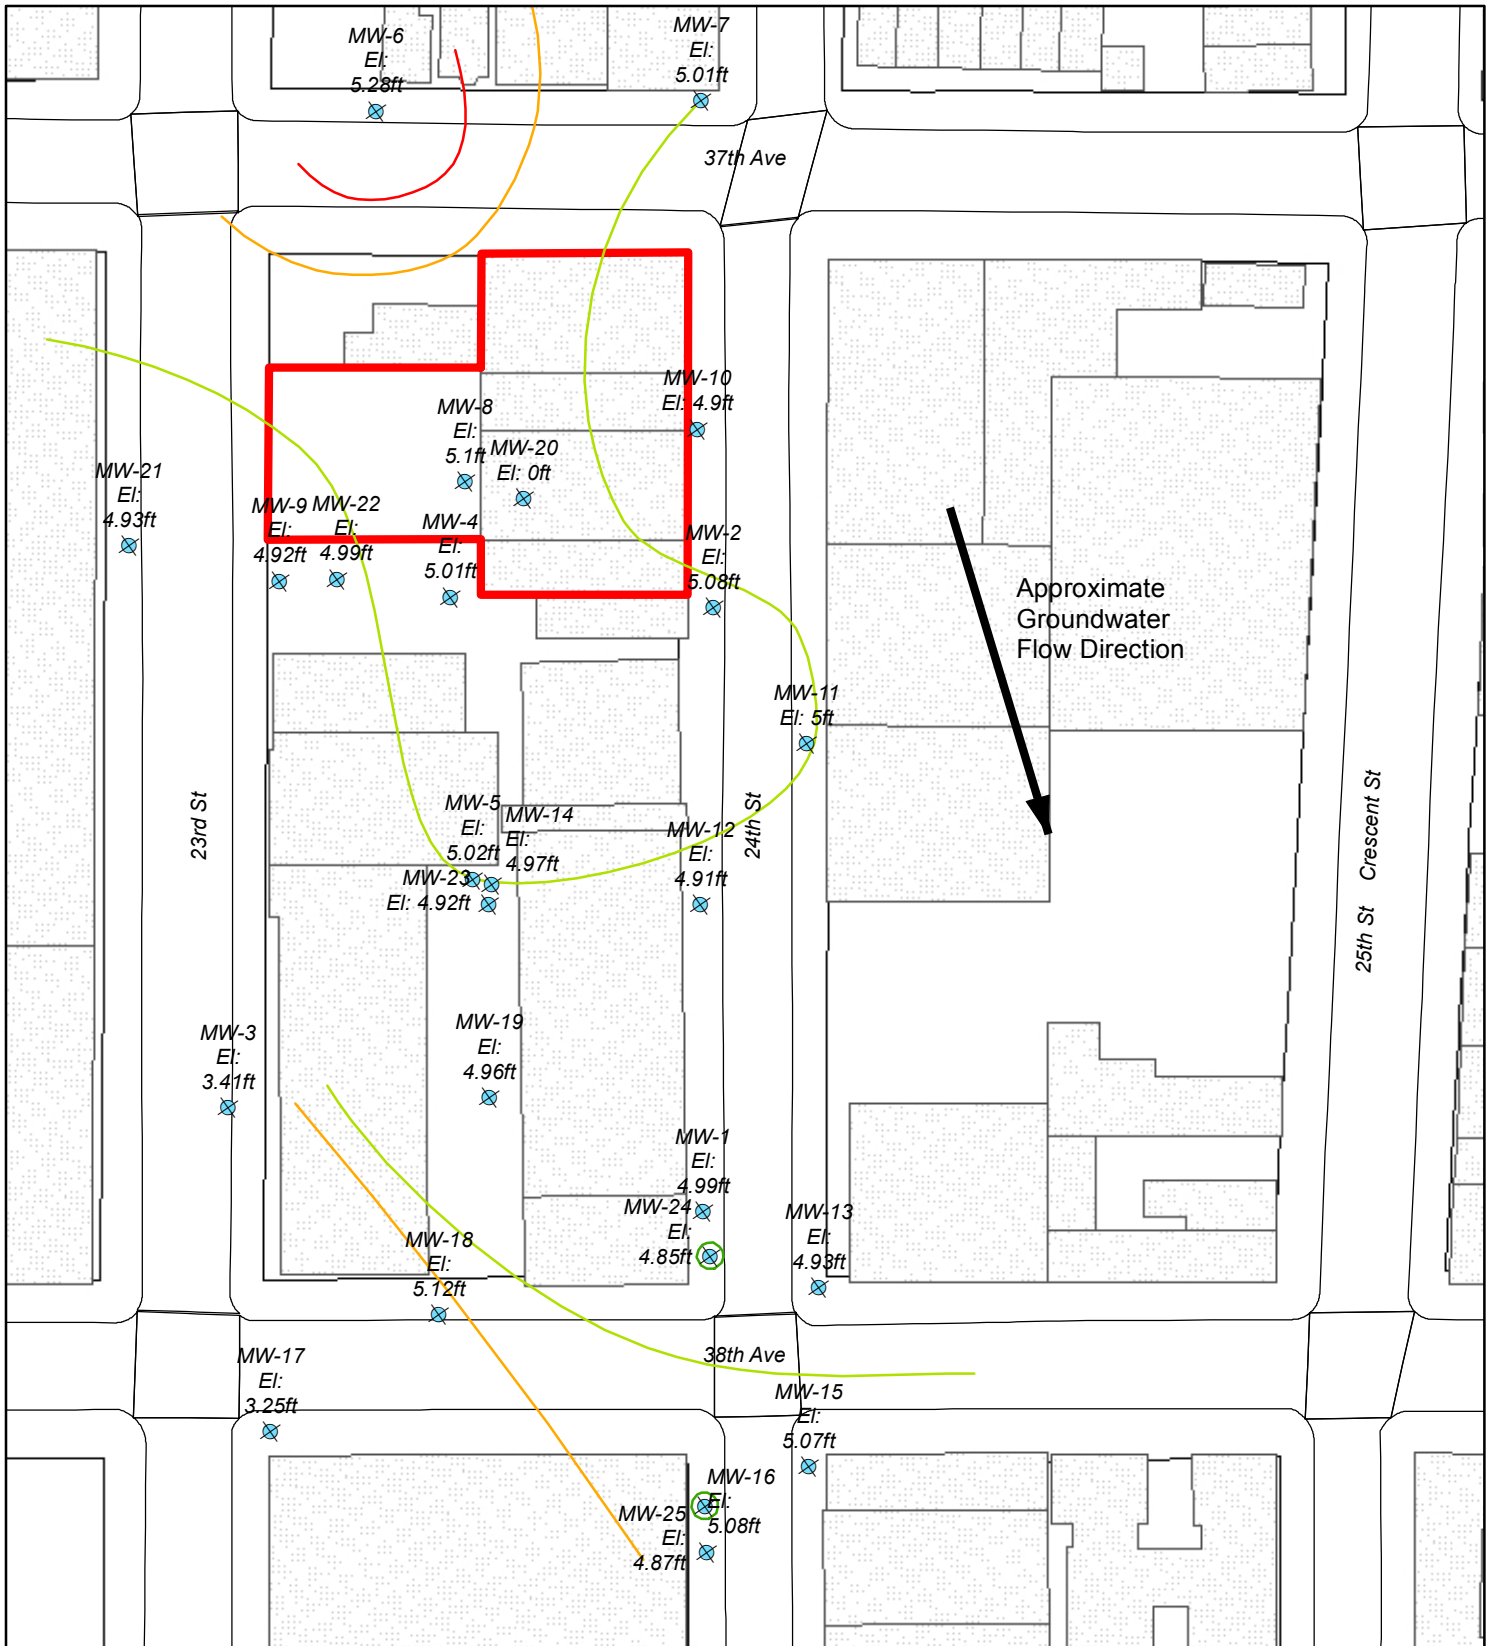 MW-6
El:
5.28ft
MW-7
El:
5.01ft
37th Ave
MW-10
El: 4.9ft
MW-8
El:
5.1ft
MW-20
El: 0ft
MW-21
El:
4.93ft
MW-9
El:
4.92ft
MW-22
El:
4.99ft
MW-4
El:
5.01ft
MW-2
El:
5.08ft
Approximate
Groundwater
Flow Direction
MW-11
El: 5ft
23rd St
24th St
25th St
Crescent St
MW-5
El:
5.02ft
MW-14
El:
4.97ft
MW-12
El:
4.91ft
MW-23
El: 4.92ft
MW-3
El:
3.41ft
MW-19
El:
4.96ft
MW-1
El:
4.99ft
MW-24
El:
4.85ft
MW-13
El:
4.93ft
MW-18
El:
5.12ft
38th Ave
MW-17
El:
3.25ft
MW-15
El:
5.07ft
MW-16
El:
5.08ft
MW-25
El:
4.87ft